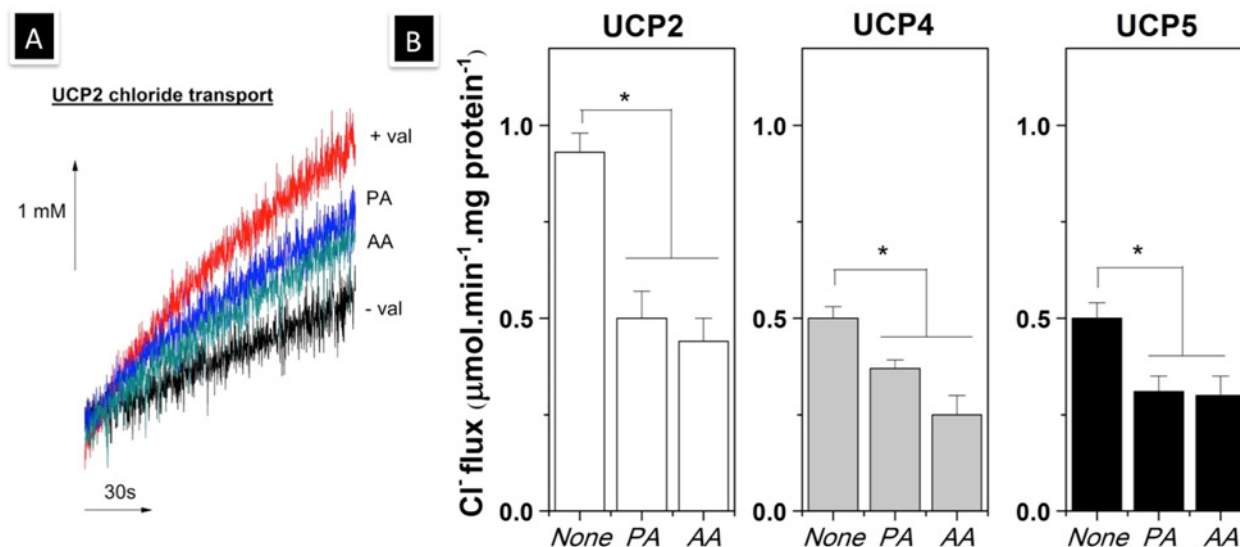 A
UCP2 chloride transport
1 mM
+ val
PA
AA
- val
30s
B
Cl⁻ flux (µmol.min⁻¹.mg protein⁻¹)
UCP2
1.0
0.5
0.0
*
None PA AA
UCP4
1.0
0.5
0.0
*
None PA AA
UCP5
1.0
0.5
0.0
*
None PA AA